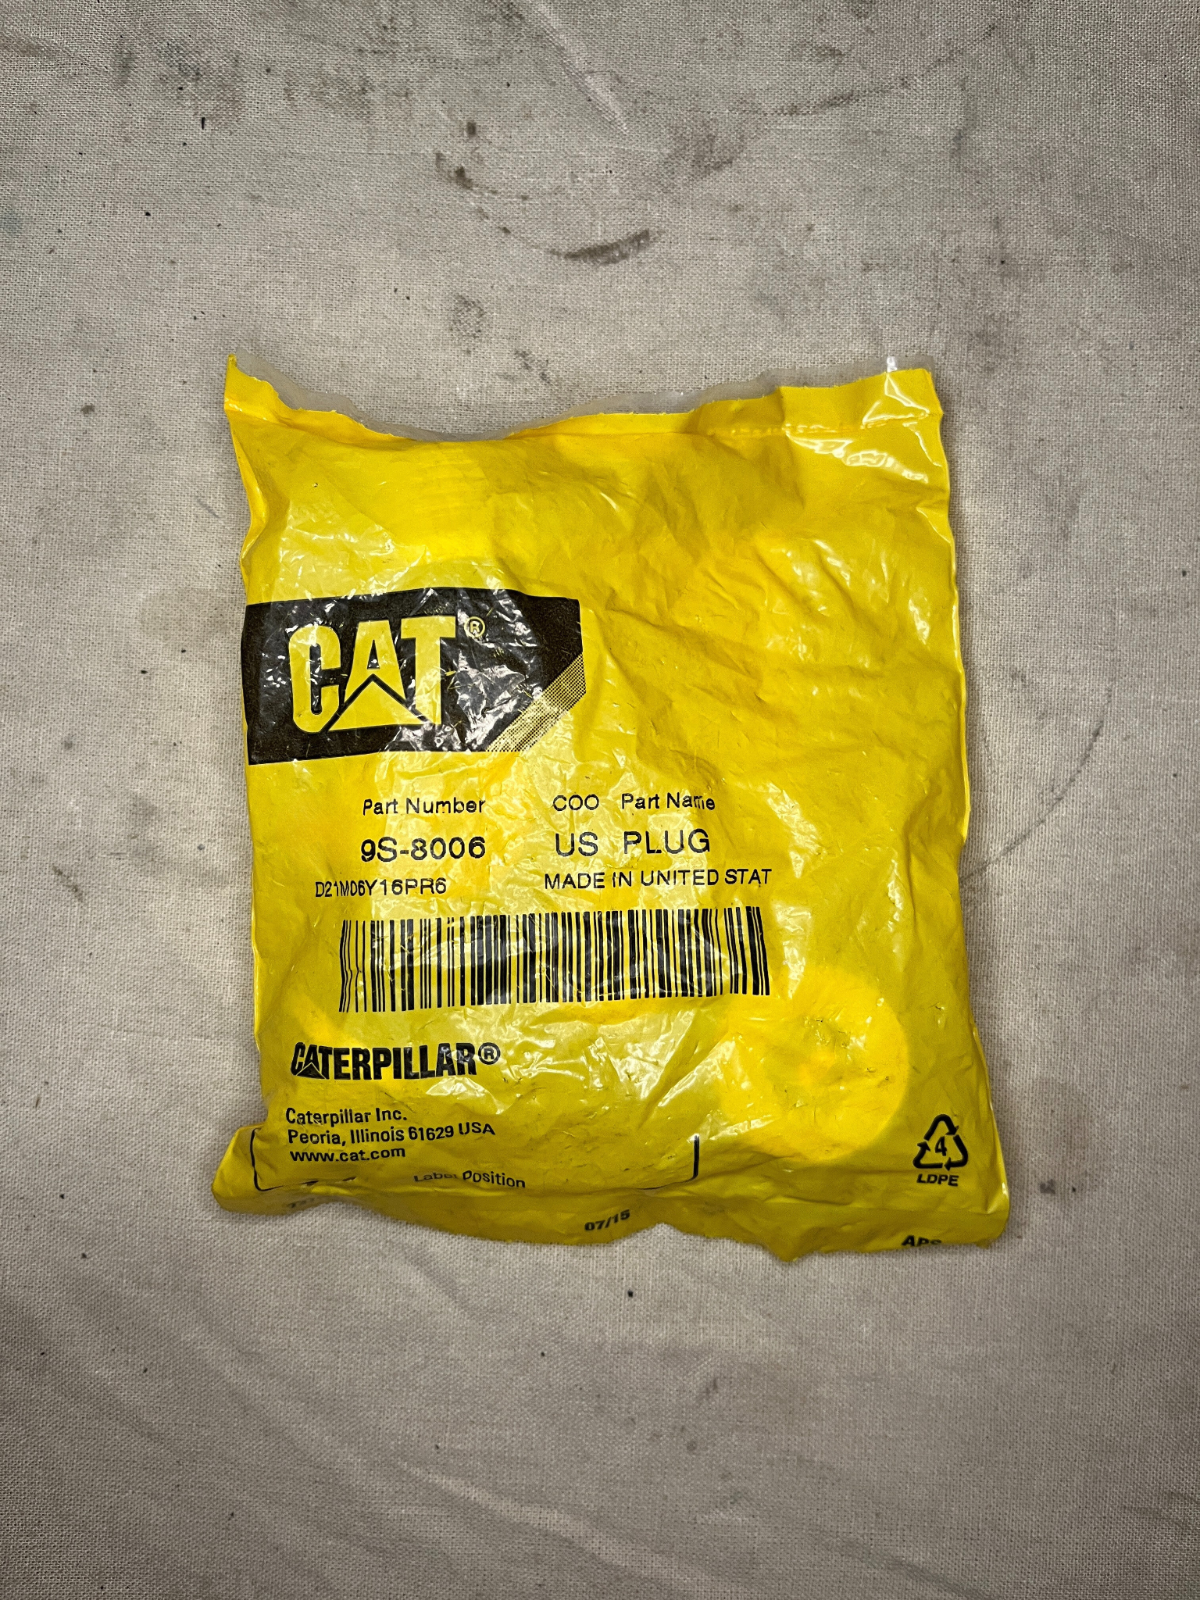 CAT®
Part Number COO Part Name
9S-8006 US PLUG
D21M06Y16PR6 MADE IN UNITED STAT
CATERPILLAR®
Caterpillar Inc.
Peoria, Illinois 61629 USA
www.cat.com
Label Position
4
LDPE
07/15